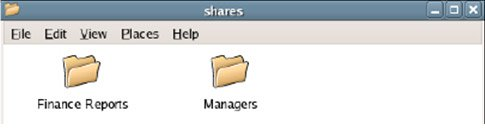 shares
File Edit View Places Help
Finance Reports Managers